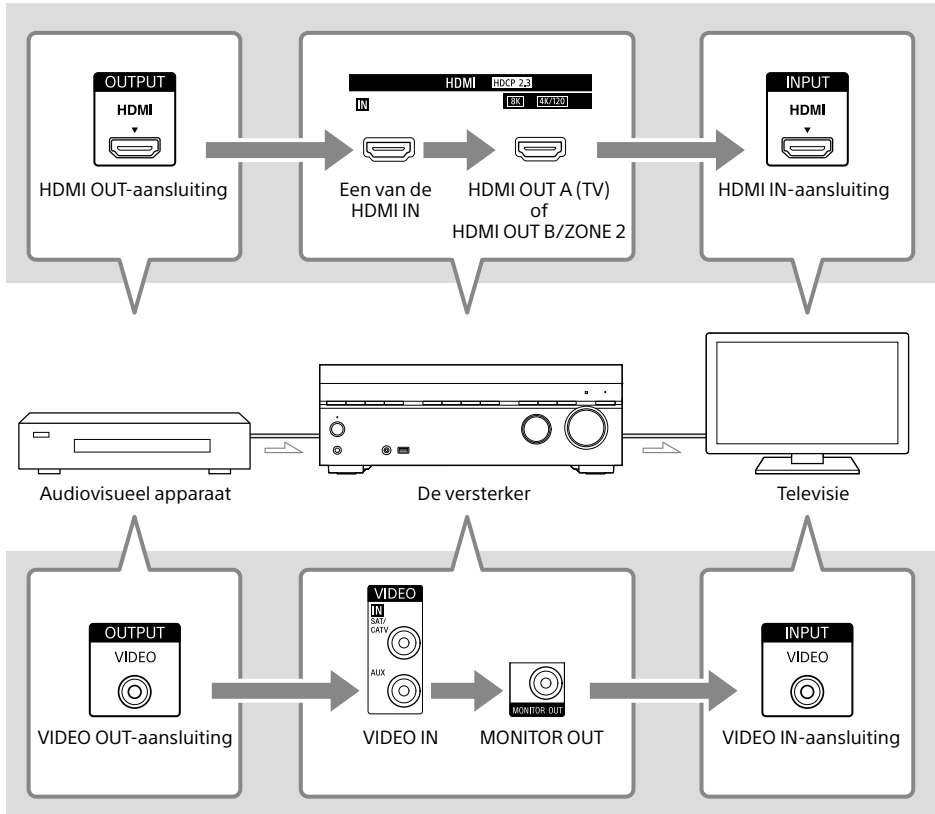 OUTPUT
HDMI
HDMI OUT-aansluiting
HDMI HDCP 2.3
IN 8K 4K/120
Een van de
HDMI IN
HDMI OUT A (TV)
of
HDMI OUT B/ZONE 2
INPUT
HDMI
HDMI IN-aansluiting
Audiovisueel apparaat
De versterker
Televisie
OUTPUT
VIDEO
VIDEO OUT-aansluiting
VIDEO
IN
SAT/
CATV
AUX
VIDEO IN
MONITOR OUT
MONITOR OUT
INPUT
VIDEO
VIDEO IN-aansluiting